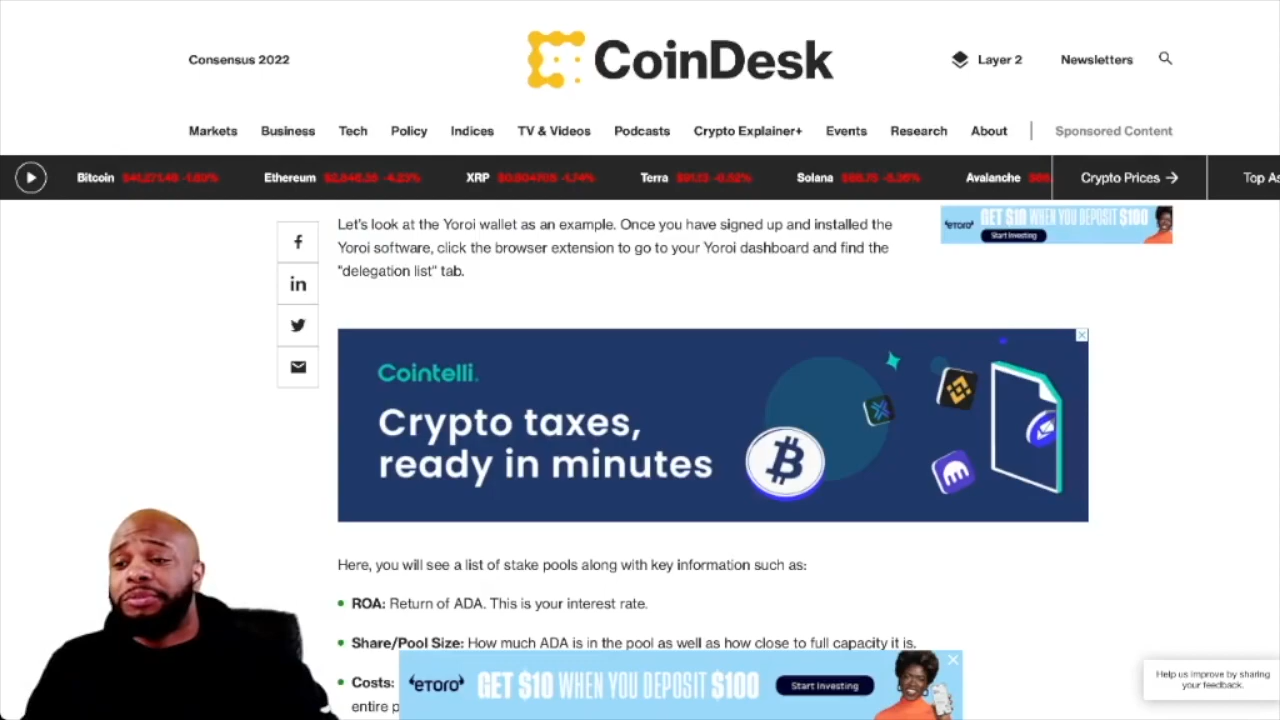 Consensus 2022
CoinDesk
Layer 2
Newsletters
Markets
Business
Tech
Policy
Indices
TV & Videos
Podcasts
Crypto Explainer+
Events
Research
About
Sponsored Content
Bitcoin
Ethereum
XRP
Terra
Solana
Avalanche
Crypto Prices →
Top As
Let's look at the Yoroi wallet as an example. Once you have signed up and installed the
Yoroi software, click the browser extension to go to your Yoroi dashboard and find the
"delegation list" tab.
eTORO
GET $10 WHEN YOU DEPOSIT $100
Start Investing
Cointelli.
Crypto taxes,
ready in minutes
Here, you will see a list of stake pools along with key information such as:
• ROA: Return of ADA. This is your interest rate.
• Share/Pool Size: How much ADA is in the pool as well as how close to full capacity it is.
• Costs:
entire p
eTORO
GET $10 WHEN YOU DEPOSIT $100
Start Investing
Help us improve by sharing
your feedback.